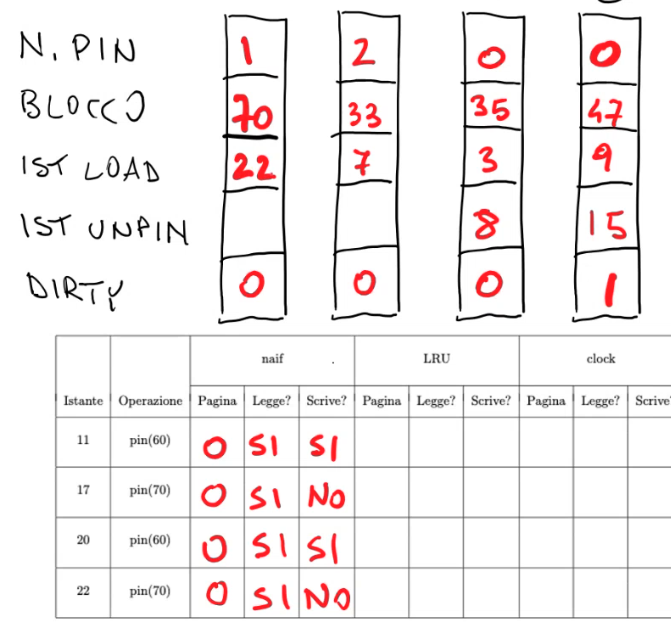 N. PIN 1 2 0 0
BLOCCO 70 33 35 47
IST LOAD 22 7 3 9
IST UNPIN 8 15
DIRTY 0 0 0 1
naif LRU clock
Istante Operazione Pagina Legge? Scrive? Pagina Legge? Scrive? Pagina Legge? Scrive?
11 pin(60) 0 SI SI
17 pin(70) 0 SI NO
20 pin(60) 0 SI SI
22 pin(70) 0 SI NO